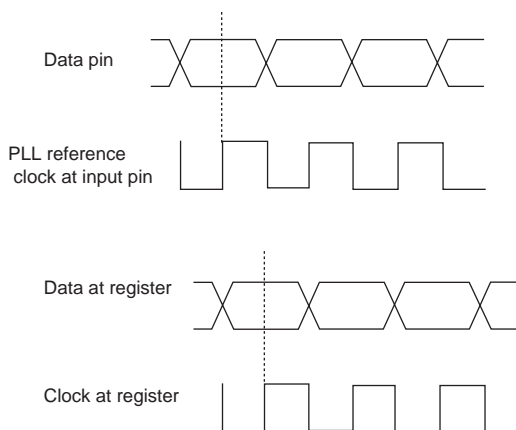 Data pin
PLL reference
clock at input pin
Data at register
Clock at register